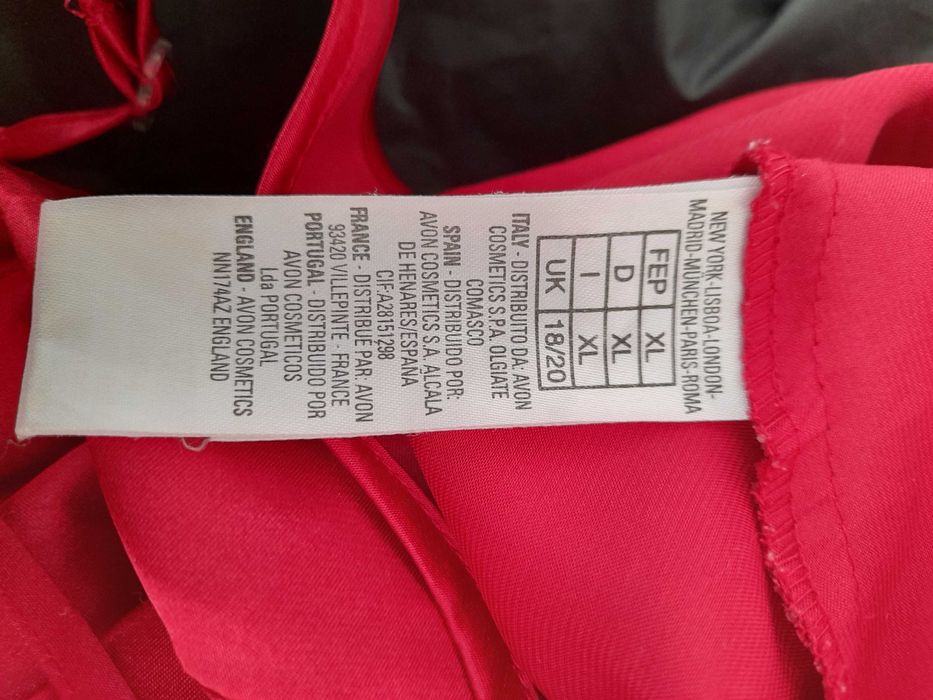 NEW YORK-LISBOA-LONDON-
MADRID-MÜNCHEN-PARIS-ROMA
FEP XL
D XL
I XL
UK 18/20
ITALY - DISTRIBUITO DA: AVON
COSMETICS S.P.A. OLGIATE
COMASCO
SPAIN - DISTRIBUIDO POR:
AVON COSMETICS S.A. ALCALA
DE HENARES/ESPAÑA
CIF:A28151298
FRANCE - DISTRIBUÉ PAR: AVON
93420 VILLEPINTE - FRANCE
PORTUGAL - DISTRIBUIDO POR
AVON COSMETICOS
Lda PORTUGAL
ENGLAND - AVON COSMETICS
NN174AZ ENGLAND